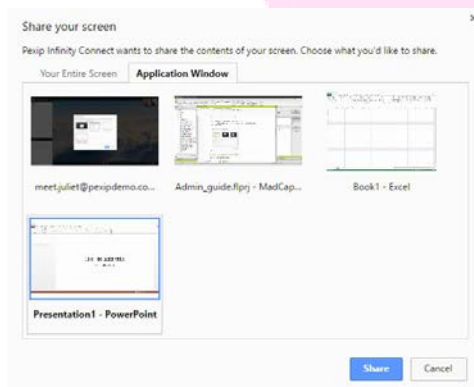 Share your screen
Pexip Infinity Connect wants to share the contents of your screen. Choose what you'd like to share.
Your Entire Screen Application Window
meet.juliet@pexipdemo.co... Admin_guide.flprj - MadCap... Book1 - Excel
Presentation1 - PowerPoint
Share Cancel